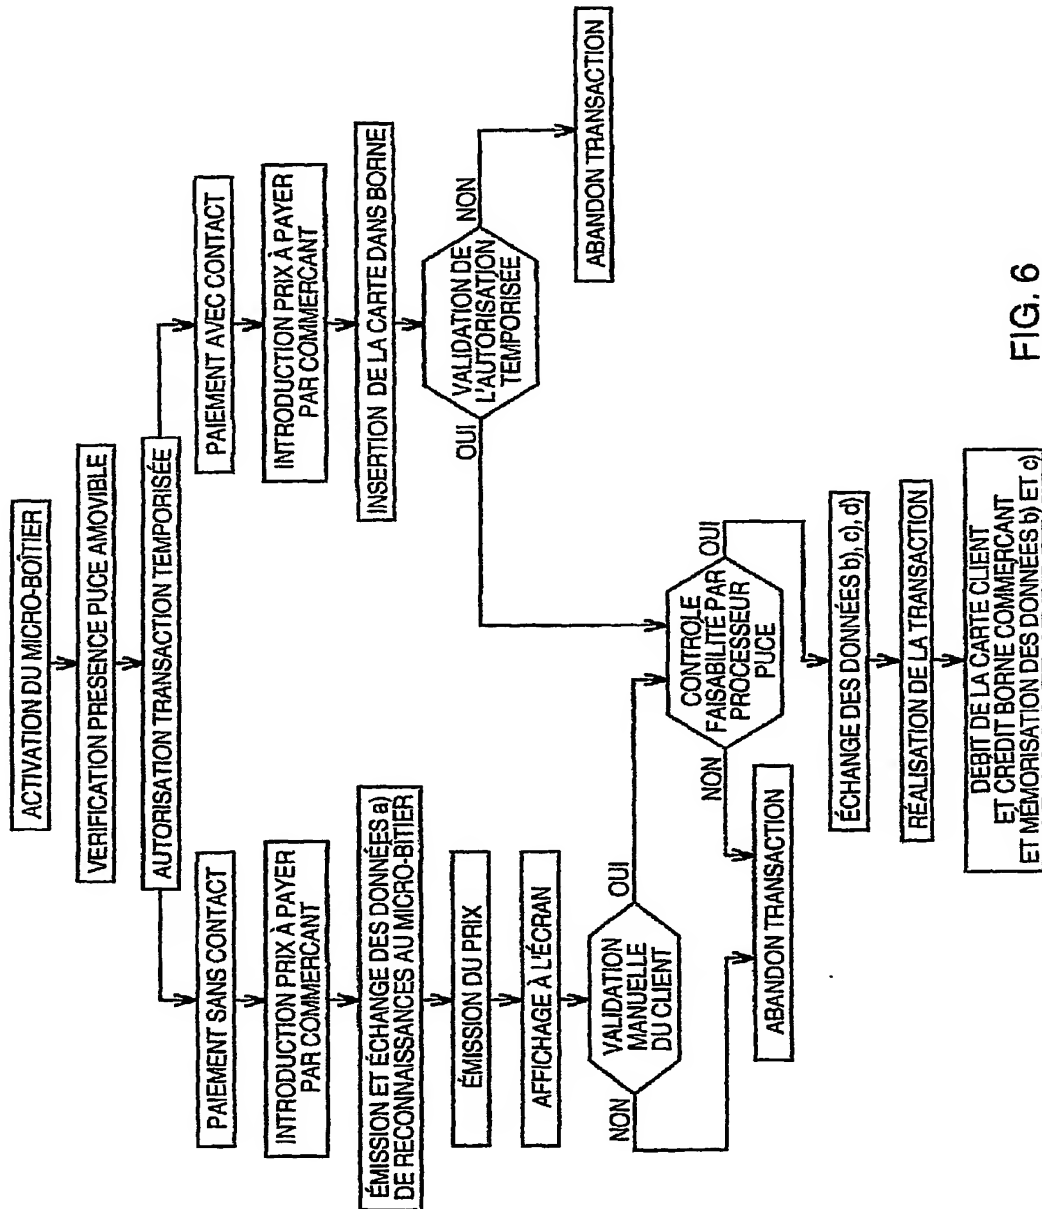 ACTIVATION DU MICRO-BOÎTIER
VERIFICATION PRESENCE PUCE AMOVIBLE
AUTORISATION TRANSACTION TEMPORISÉE
PAIEMENT SANS CONTACT
INTRODUCTION PRIX À PAYER
PAR COMMERCANT
ÉMISSION ET ÉCHANGE DES DONNÉES a)
DE RECONNAISSANCES AU MICRO-BITIER
ÉMISSION DU PRIX
AFFICHAGE À L'ÉCRAN
VALIDATION
MANUELLE
DU CLIENT
NON
OUI
ABANDON TRANSACTION
PAIEMENT AVEC CONTACT
INTRODUCTION PRIX À PAYER
PAR COMMERCANT
INSERTION DE LA CARTE DANS BORNE
VALIDATION DE
L'AUTORISATION
TEMPORISÉE
OUI
NON
ABANDON TRANSACTION
CONTROLE
FAISABILITÉ PAR
PROCESSEUR
PUCE
NON
OUI
ÉCHANGE DES DONNÉES b), c), d)
RÉALISATION DE LA TRANSACTION
DEBIT DE LA CARTE CLIENT
ET CRÉDIT BORNE COMMERÇANT
ET MÉMORISATION DES DONNÉES b) ET c)
FIG. 6